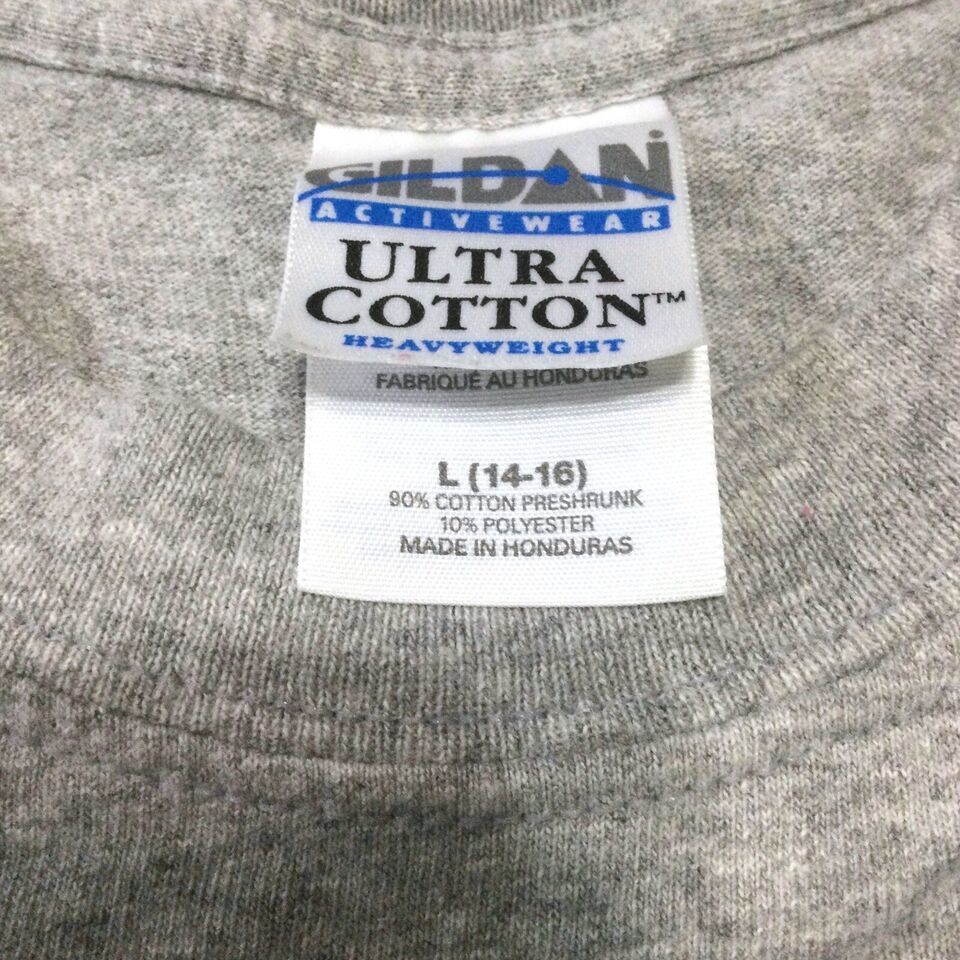 GILDAN
ACTIVEWEAR
ULTRA
COTTON™
HEAVYWEIGHT
FABRIQUÉ AU HONDURAS
L (14-16)
90% COTTON PRESHRUNK
10% POLYESTER
MADE IN HONDURAS